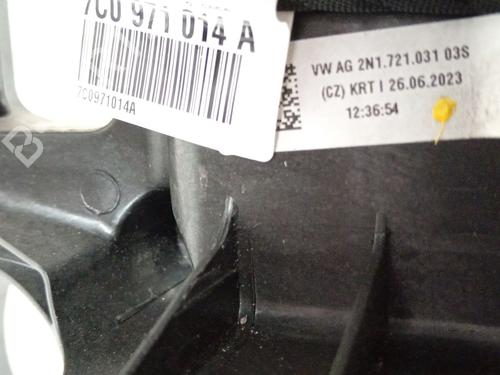 7C0 971 014 A
7C0971014A
VW AG 2N1.721.031 03S
(CZ) KRT I 26.06.2023
12:36:54